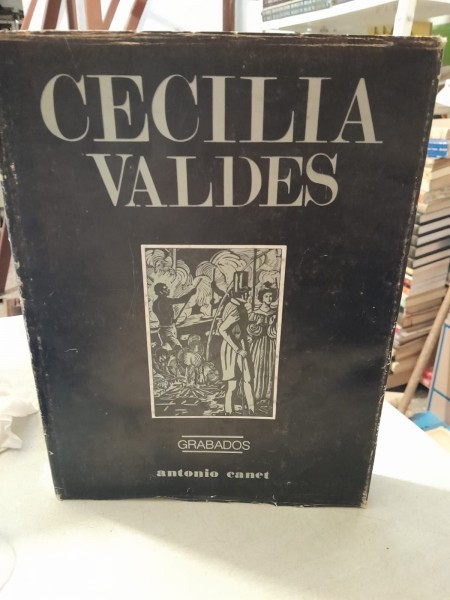 CECILIA
VALDES
GRABADOS
antonio canet